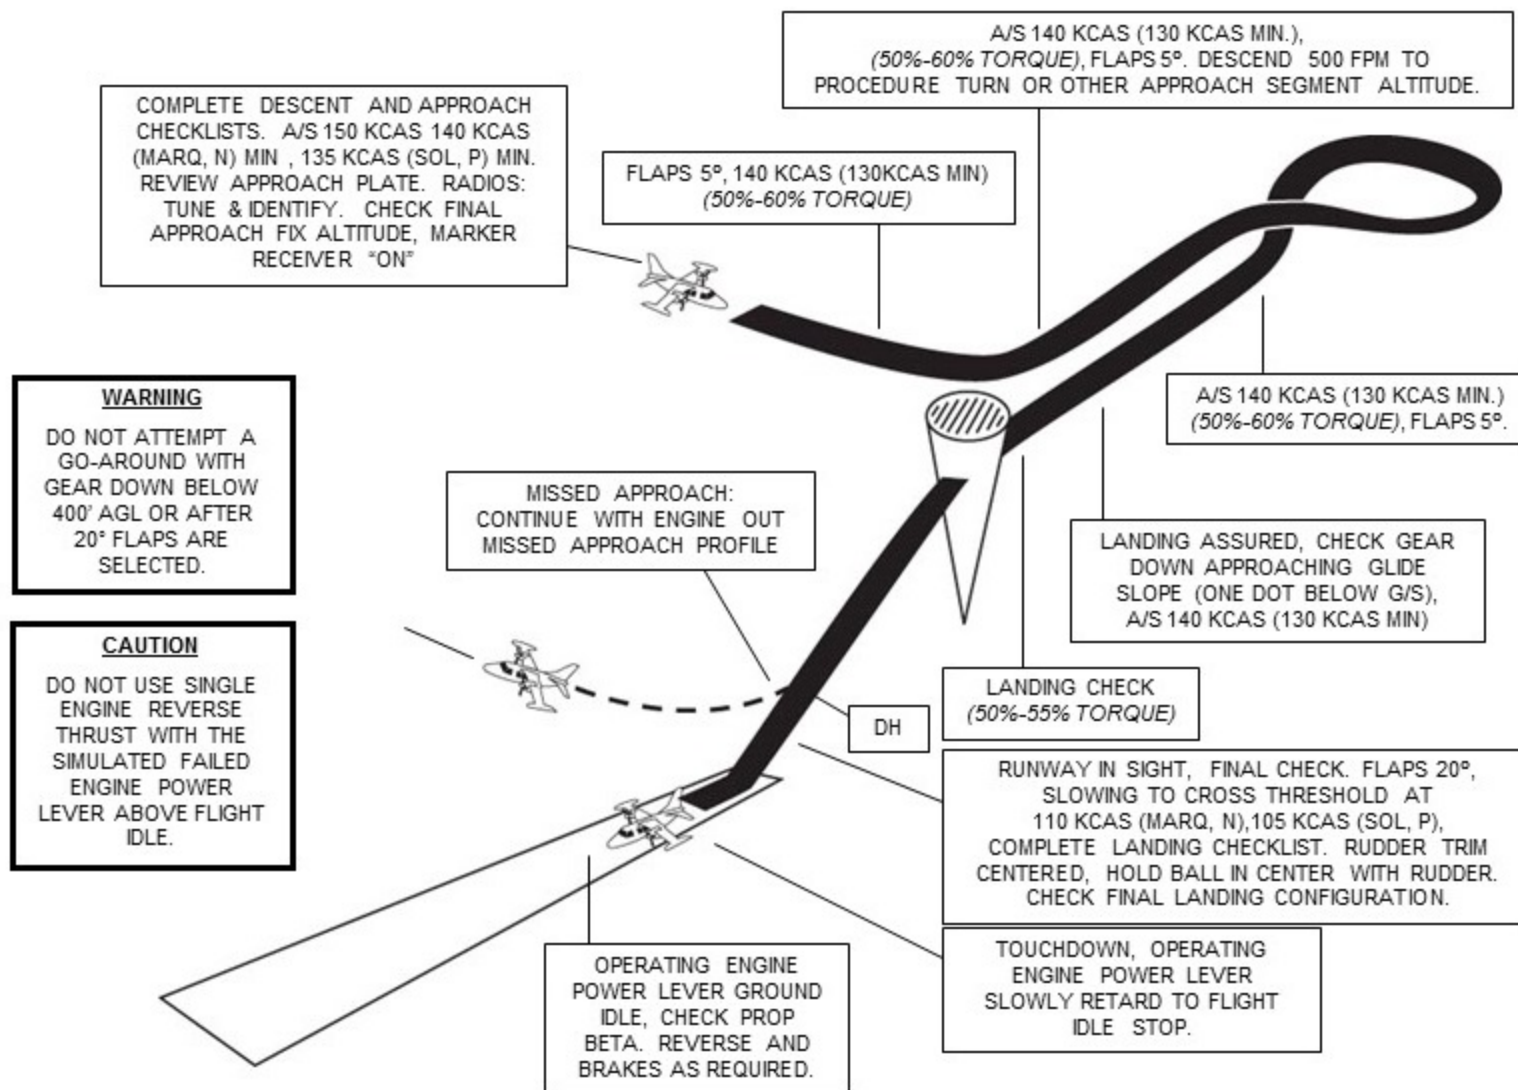 A/S 140 KCAS (130 KCAS MIN.),
(50%-60% TORQUE), FLAPS 5º. DESCEND 500 FPM TO
PROCEDURE TURN OR OTHER APPROACH SEGMENT ALTITUDE.
COMPLETE DESCENT AND APPROACH
CHECKLISTS. A/S 150 KCAS 140 KCAS
(MARQ, N) MIN , 135 KCAS (SOL, P) MIN.
REVIEW APPROACH PLATE. RADIOS:
TUNE & IDENTIFY. CHECK FINAL
APPROACH FIX ALTITUDE, MARKER
RECEIVER "ON"
FLAPS 5º, 140 KCAS (130KCAS MIN)
(50%-60% TORQUE)
A/S 140 KCAS (130 KCAS MIN.)
(50%-60% TORQUE), FLAPS 5º.
WARNING
DO NOT ATTEMPT A
GO-AROUND WITH
GEAR DOWN BELOW
400' AGL OR AFTER
20° FLAPS ARE
SELECTED.
MISSED APPROACH:
CONTINUE WITH ENGINE OUT
MISSED APPROACH PROFILE
LANDING ASSURED, CHECK GEAR
DOWN APPROACHING GLIDE
SLOPE (ONE DOT BELOW G/S),
A/S 140 KCAS (130 KCAS MIN)
CAUTION
DO NOT USE SINGLE
ENGINE REVERSE
THRUST WITH THE
SIMULATED FAILED
ENGINE POWER
LEVER ABOVE FLIGHT
IDLE.
LANDING CHECK
(50%-55% TORQUE)
DH
RUNWAY IN SIGHT, FINAL CHECK. FLAPS 20º,
SLOWING TO CROSS THRESHOLD AT
110 KCAS (MARQ, N),105 KCAS (SOL, P),
COMPLETE LANDING CHECKLIST. RUDDER TRIM
CENTERED, HOLD BALL IN CENTER WITH RUDDER.
CHECK FINAL LANDING CONFIGURATION.
TOUCHDOWN, OPERATING
ENGINE POWER LEVER
SLOWLY RETARD TO FLIGHT
IDLE STOP.
OPERATING ENGINE
POWER LEVER GROUND
IDLE, CHECK PROP
BETA. REVERSE AND
BRAKES AS REQUIRED.